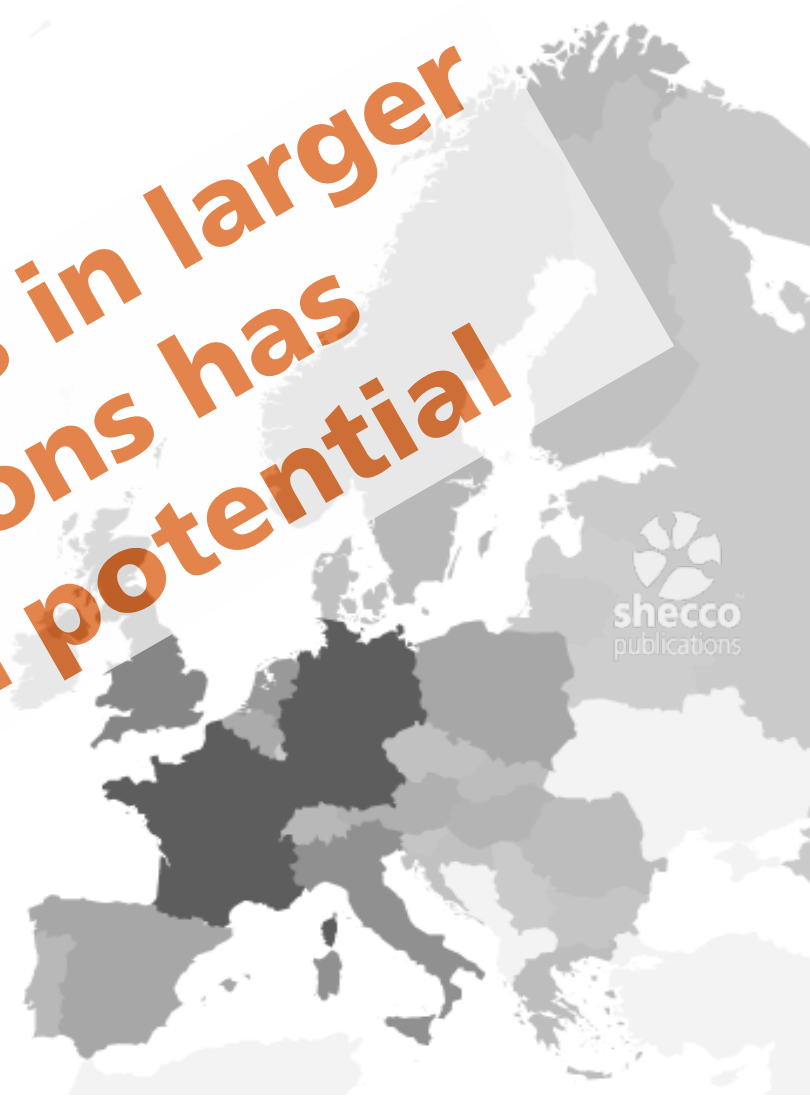 in larger
ons has
potential
shecco
publications